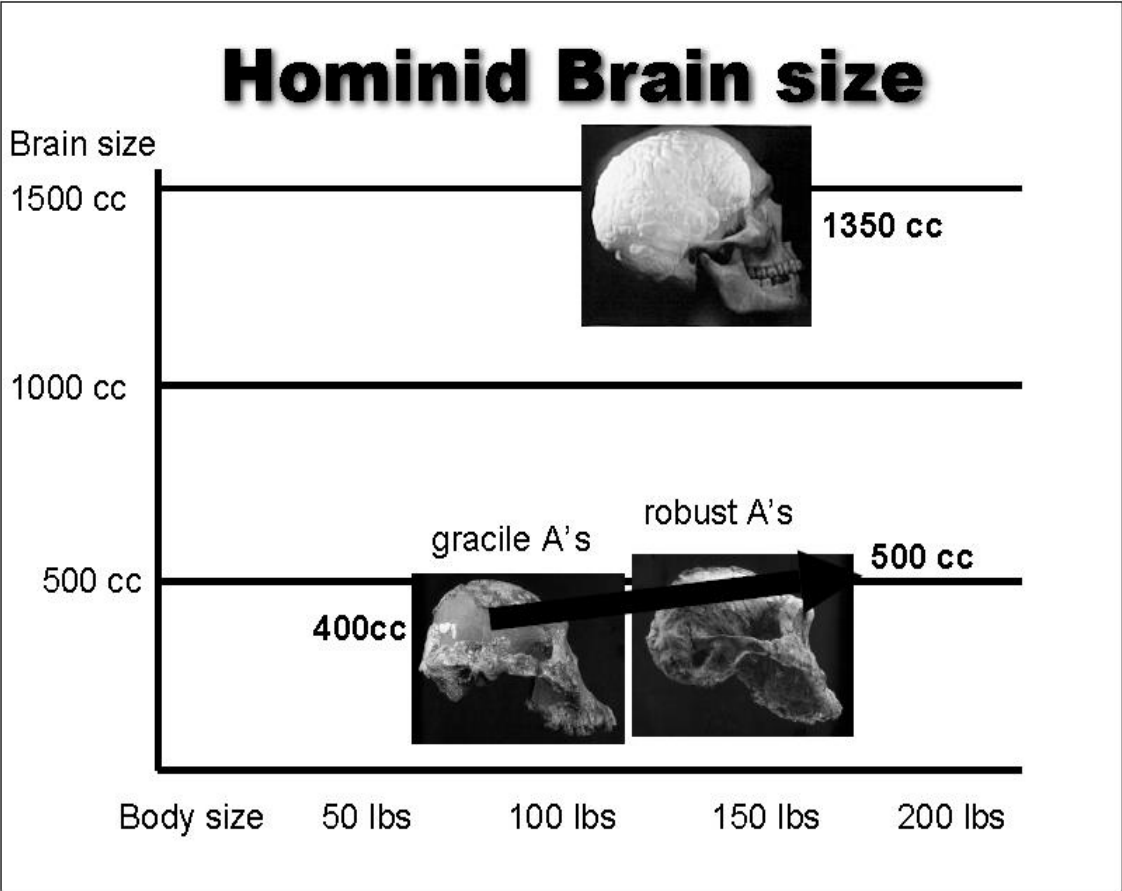 Hominid Brain size
Brain size
1500 cc
1350 cc
1000 cc
robust A's
gracile A's
500 cc
500 cc
400cc
Body size 50 lbs 100 lbs 150 lbs 200 lbs